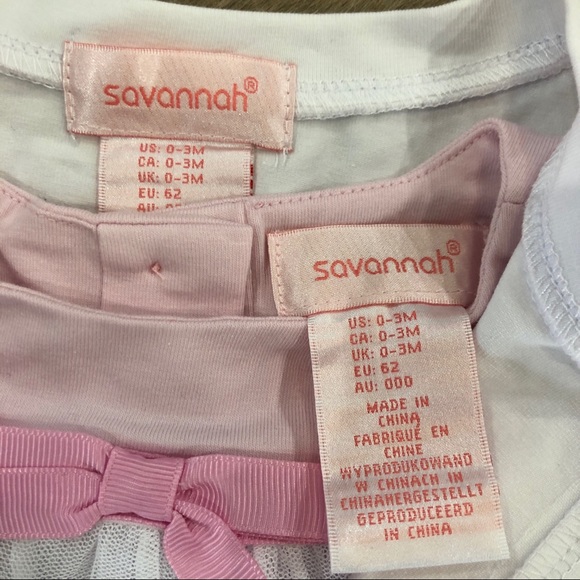 savannah®
US: 0-3M
CA: 0-3M
UK: 0-3M
EU: 62
AU:
savannah®
US: 0-3M
CA: 0-3M
UK: 0-3M
EU: 62
AU: 000
MADE IN
CHINA
FABRIQUÉ EN
CHINE
WYPRODUKOWANO
W CHINACH IN
CHINAHERGESTELLT
GEPRODUCEERD
IN CHINA